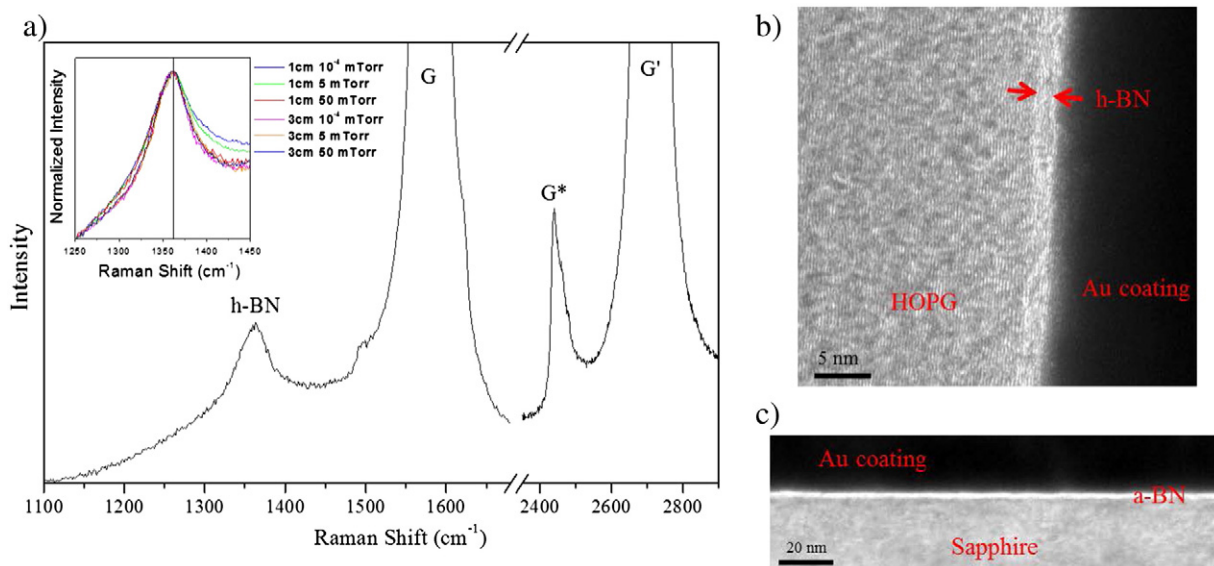 a)
G
G'
G*
h-BN
Intensity
1100 1200 1300 1400 1500 1600 2400 2600 2800
Raman Shift (cm⁻¹)
Normalized Intensity
1cm 10⁻⁴ mTorr
1cm 5 mTorr
1cm 50 mTorr
3cm 10⁻⁴ mTorr
3cm 5 mTorr
3cm 50 mTorr
1250 1300 1350 1400 1450
Raman Shift (cm⁻¹)
b)
h-BN
HOPG
Au coating
5 nm
c)
Au coating
a-BN
Sapphire
20 nm